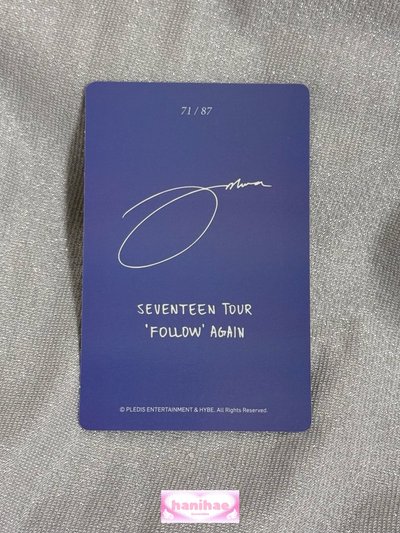 71 / 87
SEVENTEEN TOUR
'FOLLOW' AGAIN
© PLEDIS ENTERTAINMENT & HYBE. All Rights Reserved.
hanihae